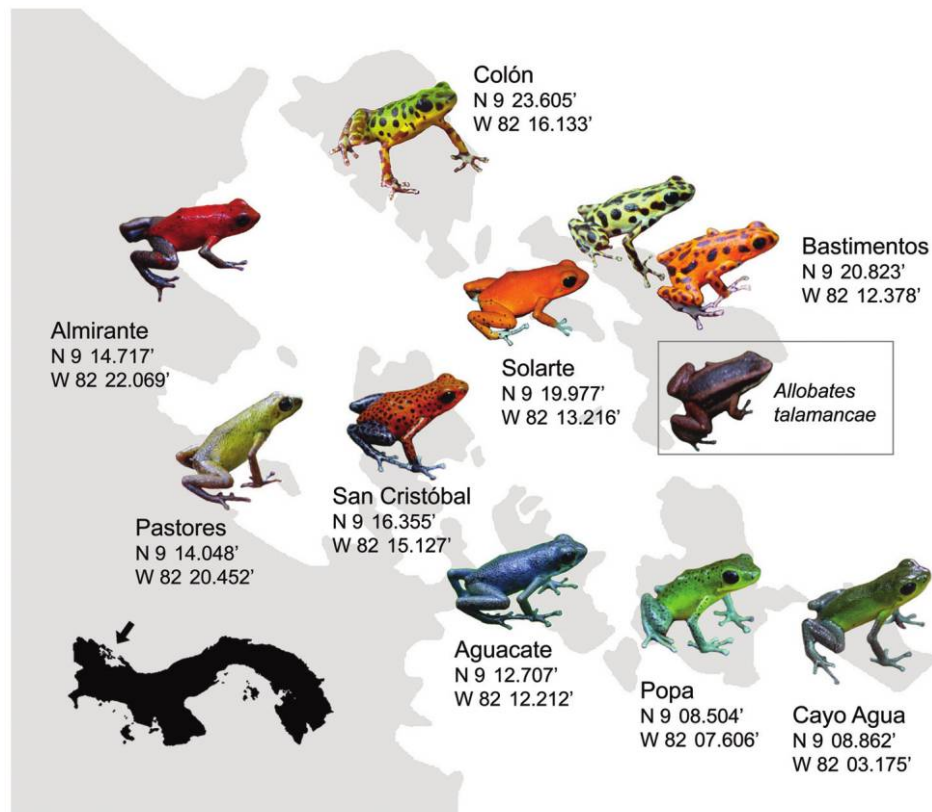 Colón
N 9 23.605’
W 82 16.133’
Bastimentos
N 9 20.823’
W 82 12.378’
Almirante
N 9 14.717’
W 82 22.069’
Solarte
N 9 19.977’
W 82 13.216’
Allobates
talamancae
San Cristóbal
N 9 16.355’
W 82 15.127’
Pastores
N 9 14.048’
W 82 20.452’
Aguacate
N 9 12.707’
W 82 12.212’
Popa
N 9 08.504’
W 82 07.606’
Cayo Agua
N 9 08.862’
W 82 03.175’